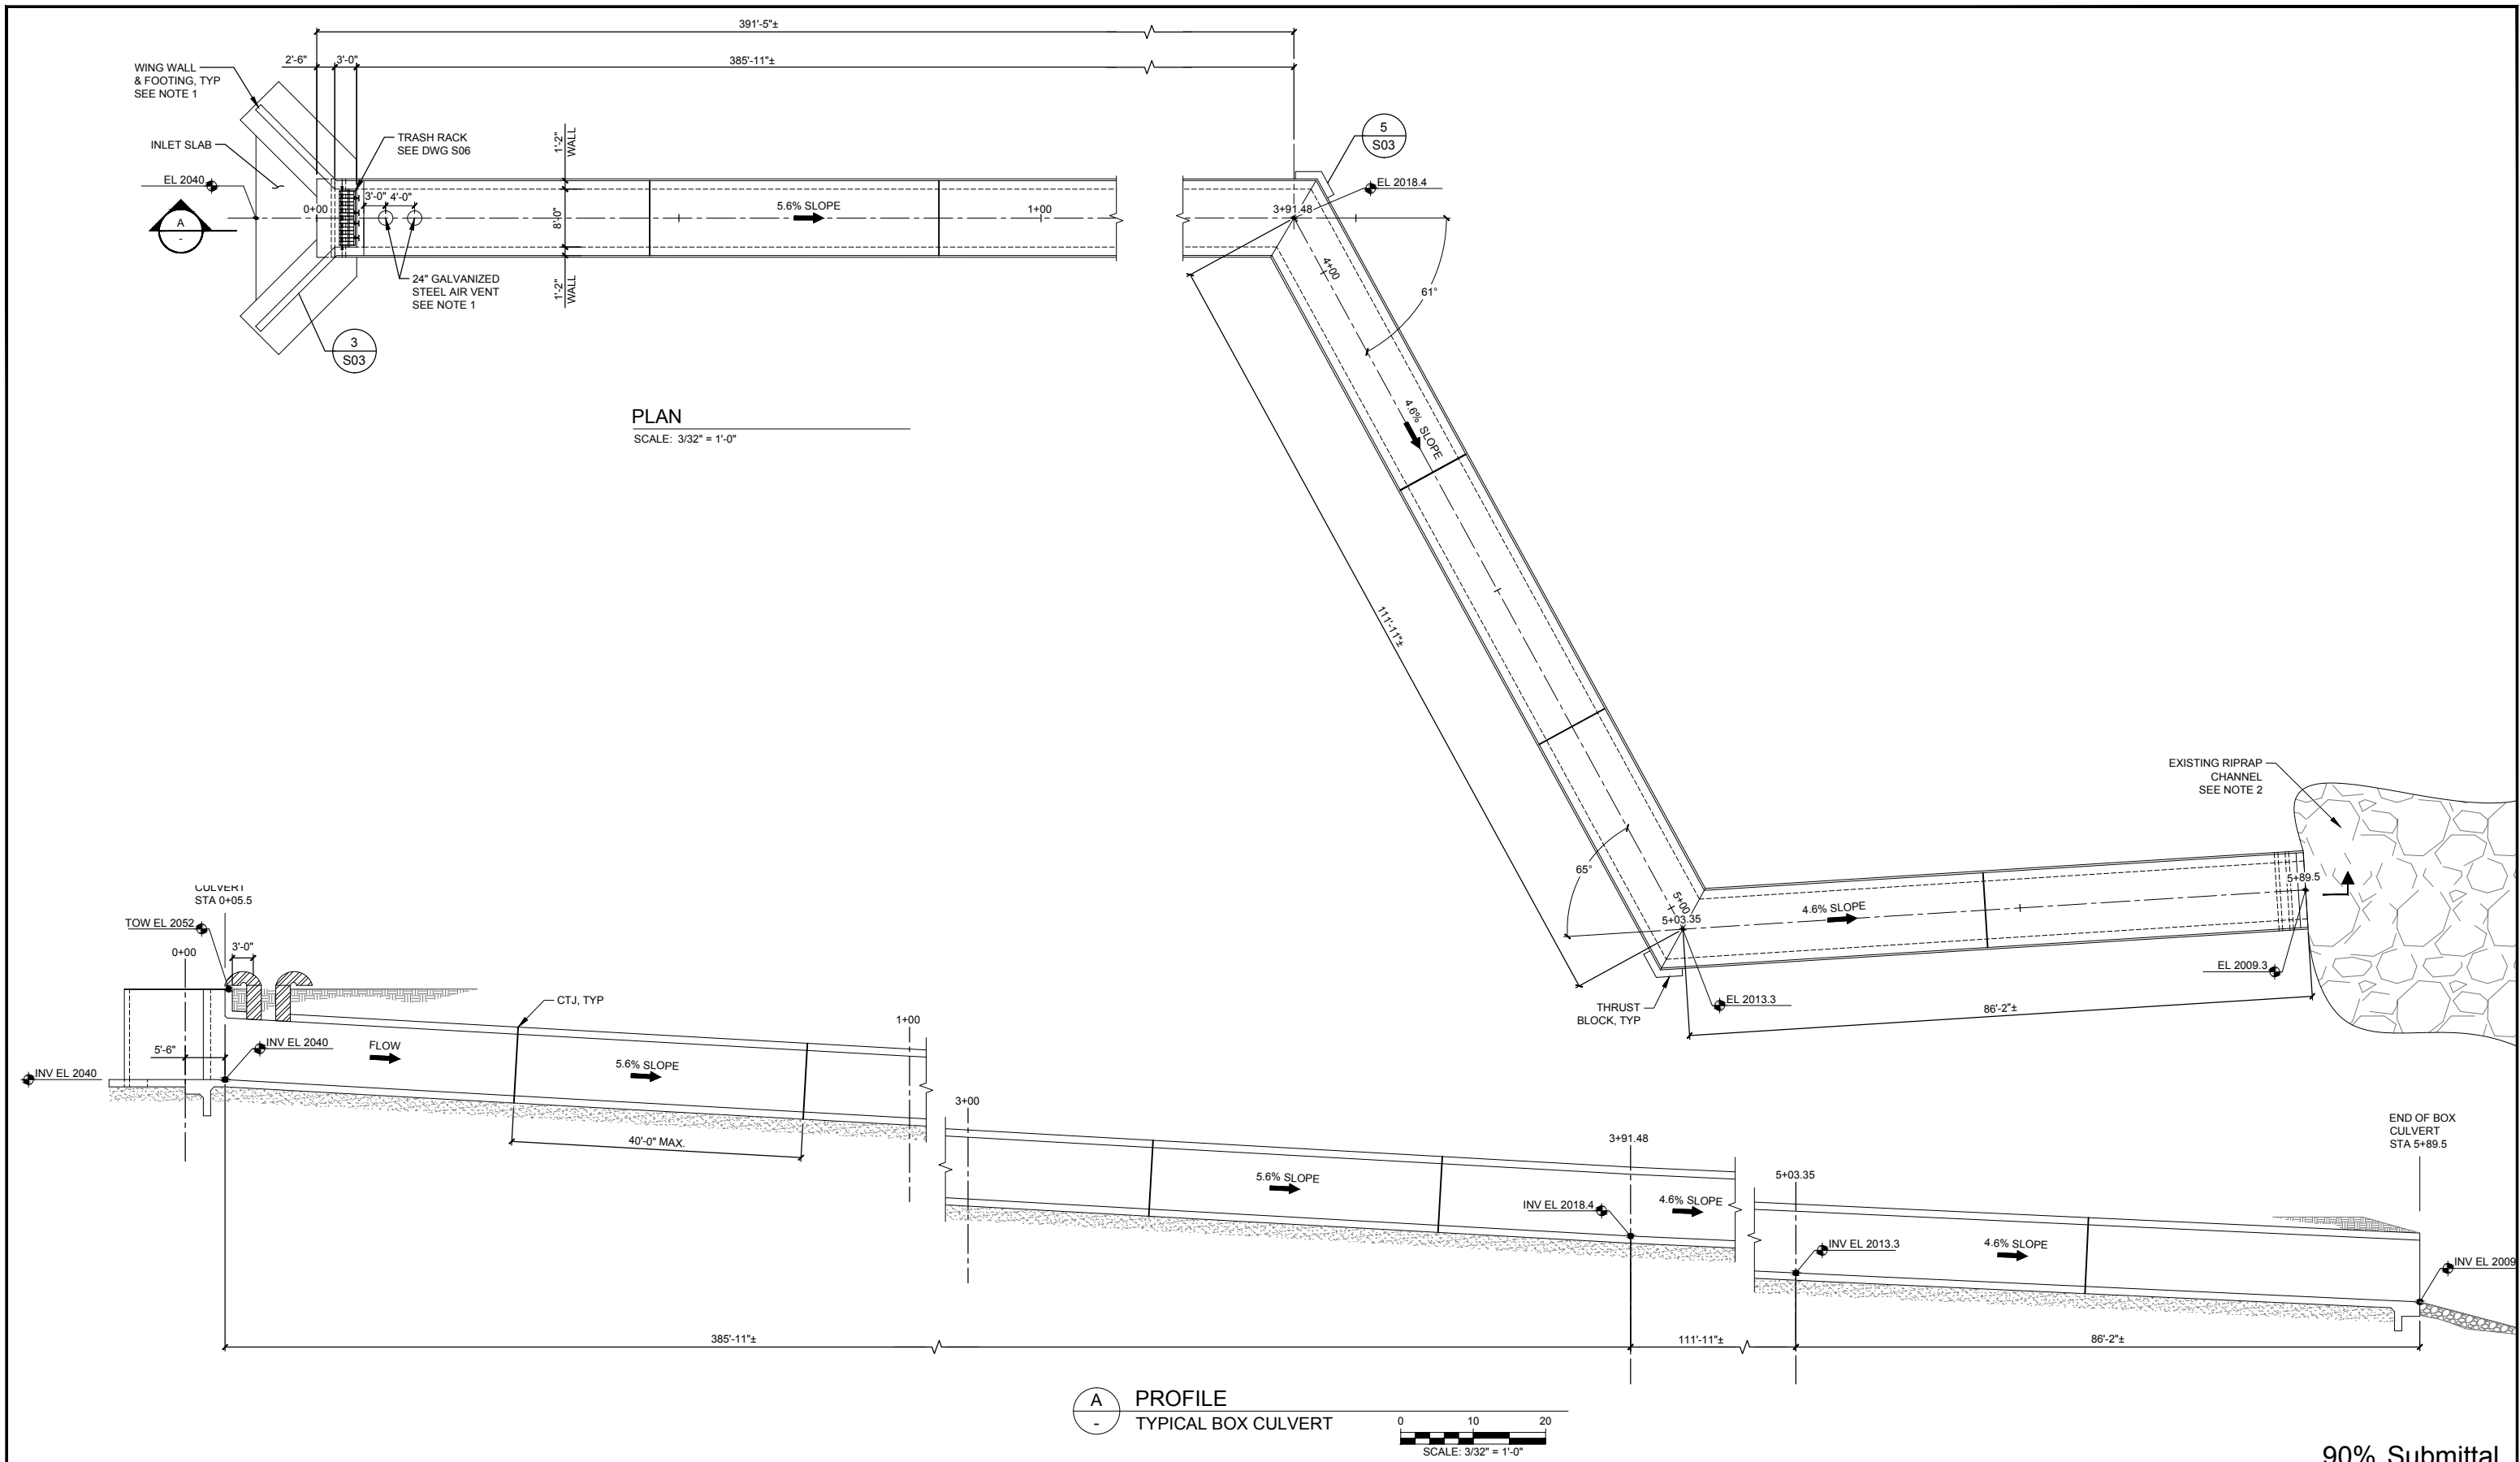 391'-5"±
2'-6"
3'-0"
385'-11"±
WING WALL
& FOOTING, TYP
SEE NOTE 1
INLET SLAB
TRASH RACK
SEE DWG S06
1'-2"
WALL
5
S03
EL 2040
EL 2018.4
0+00
3'-0"
4'-0"
8'-0"
5.6% SLOPE
1+00
3+91.48
A
-
24" GALVANIZED
STEEL AIR VENT
SEE NOTE 1
1'-2"
WALL
4+00
61°
3
S03
PLAN
SCALE: 3/32" = 1'-0"
4.6% SLOPE
111'-11"±
EXISTING RIPRAP
CHANNEL
SEE NOTE 2
65°
5+00
5+03.35
4.6% SLOPE
5+89.5
EL 2009.3
THRUST
BLOCK, TYP
EL 2013.3
86'-2"±
CULVERT
STA 0+05.5
TOW EL 2052
0+00
3'-0"
CTJ, TYP
1+00
5'-6"
INV EL 2040
FLOW
5.6% SLOPE
INV EL 2040
40'-0" MAX.
3+00
3+91.48
5.6% SLOPE
INV EL 2018.4
4.6% SLOPE
5+03.35
INV EL 2013.3
4.6% SLOPE
END OF BOX
CULVERT
STA 5+89.5
INV EL 2009
385'-11"±
111'-11"±
86'-2"±
A
-
PROFILE
TYPICAL BOX CULVERT
0
10
20
SCALE: 3/32" = 1'-0"
90% Submittal